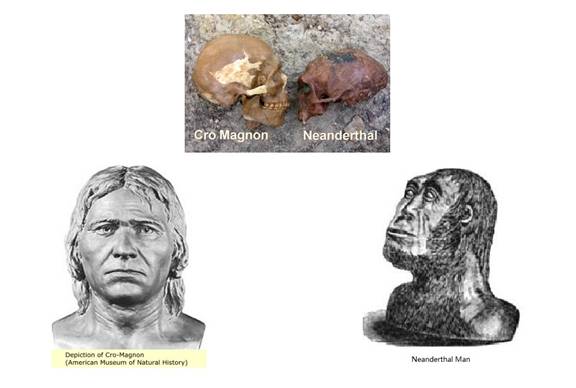 Cro Magnon
Neanderthal
Depiction of Cro-Magnon
(American Museum of Natural History)
Neanderthal Man